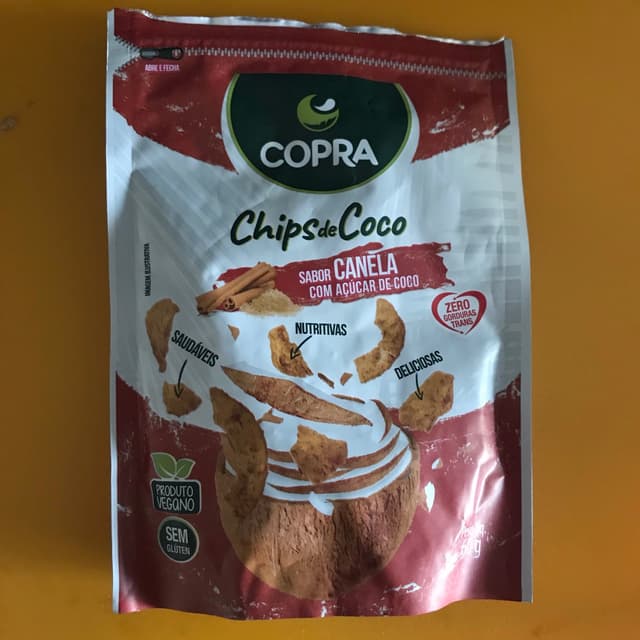 ABRE E FECHA
COPRA
Chips de Coco
SABOR CANELA
COM AÇÚCAR DE COCO
IMAGEM ILUSTRATIVA
ZERO
GORDURAS
TRANS
NUTRITIVAS
SAUDÁVEIS
DELICIOSAS
PRODUTO
VEGANO
SEM
GLÚTEN